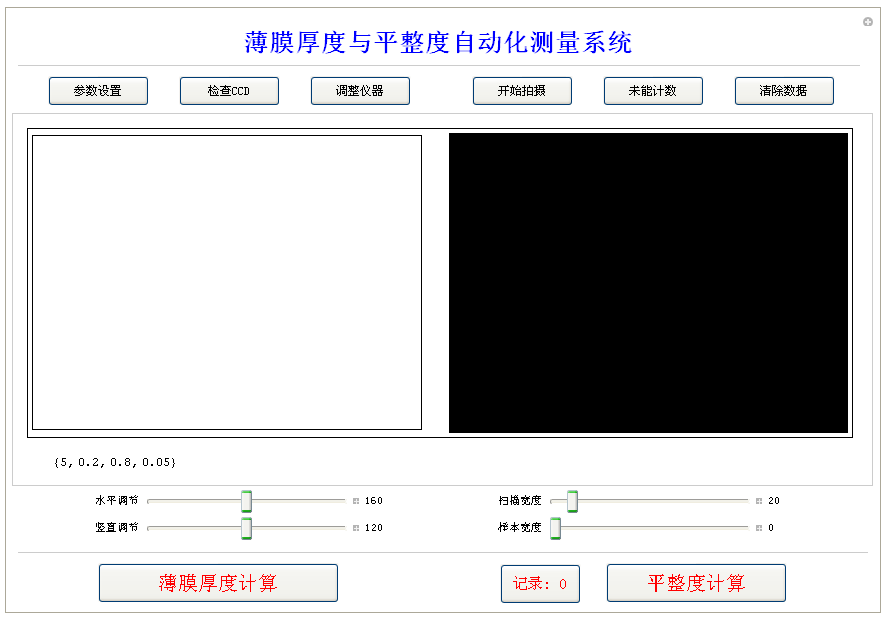 薄膜厚度与平整度自动化测量系统
参数设置 检查CCD 调整仪器 开始拍摄 未能计数 清除数据
{5, 0.2, 0.8, 0.05}
水平调节 160 扫描宽度 20
竖直调节 120 样本宽度 0
薄膜厚度计算 记录: 0 平整度计算